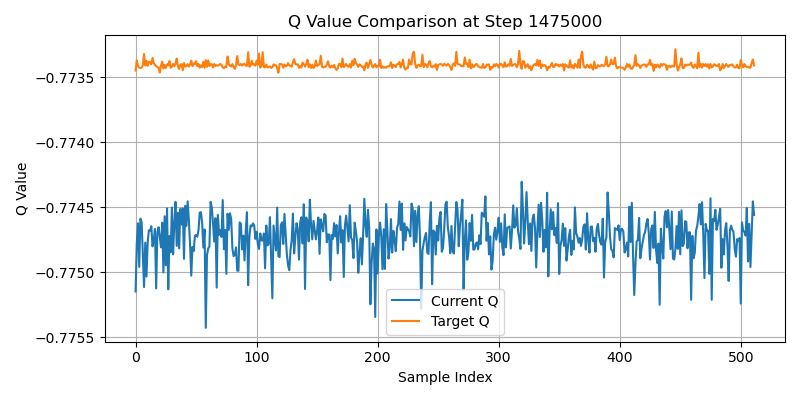 Q Value Comparison at Step 1475000
Q Value
−0.7735
−0.7740
−0.7745
−0.7750
−0.7755
0
100
200
300
400
500
Sample Index
Current Q
Target Q